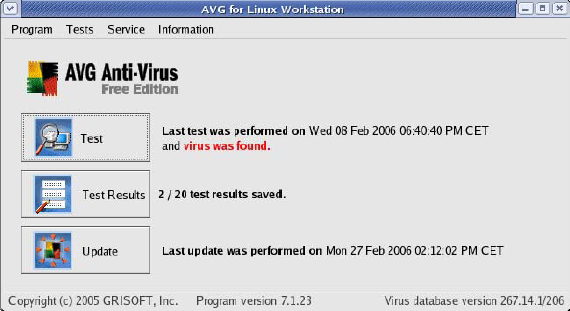 AVG for Linux Workstation
Program Tests Service Information
AVG Anti-Virus
Free Edition
Test
Last test was performed on Wed 08 Feb 2006 06:40:40 PM CET
and virus was found.
Test Results
2 / 20 test results saved.
Update
Last update was performed on Mon 27 Feb 2006 02:12:02 PM CET
Copyright (c) 2005 GRISOFT, Inc. Program version 7.1.23 Virus database version 267.14.1/206